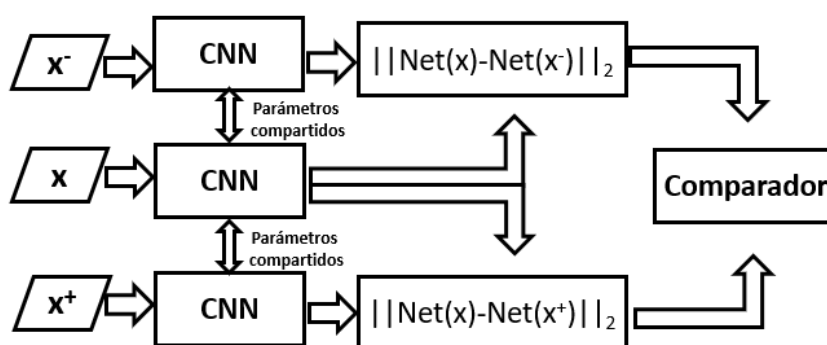 x⁻
CNN
||Net(x)-Net(x⁻)||₂
Parámetros
compartidos
x
CNN
Comparador
Parámetros
compartidos
x⁺
CNN
||Net(x)-Net(x⁺)||₂